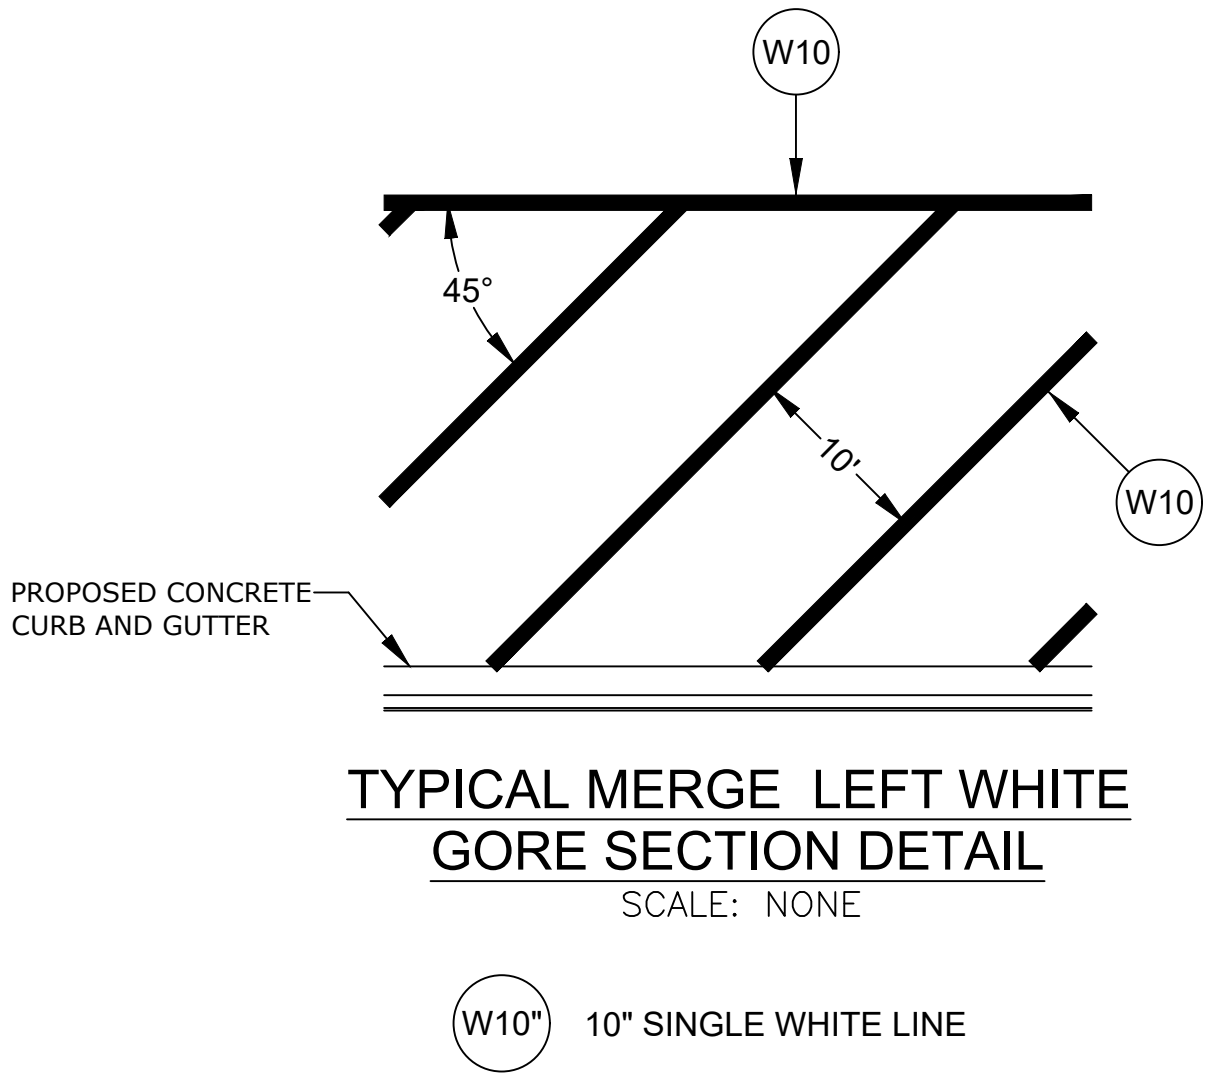 W10
45°
10'
W10
PROPOSED CONCRETE
CURB AND GUTTER
TYPICAL MERGE LEFT WHITE
GORE SECTION DETAIL
SCALE: NONE
W10" 10" SINGLE WHITE LINE